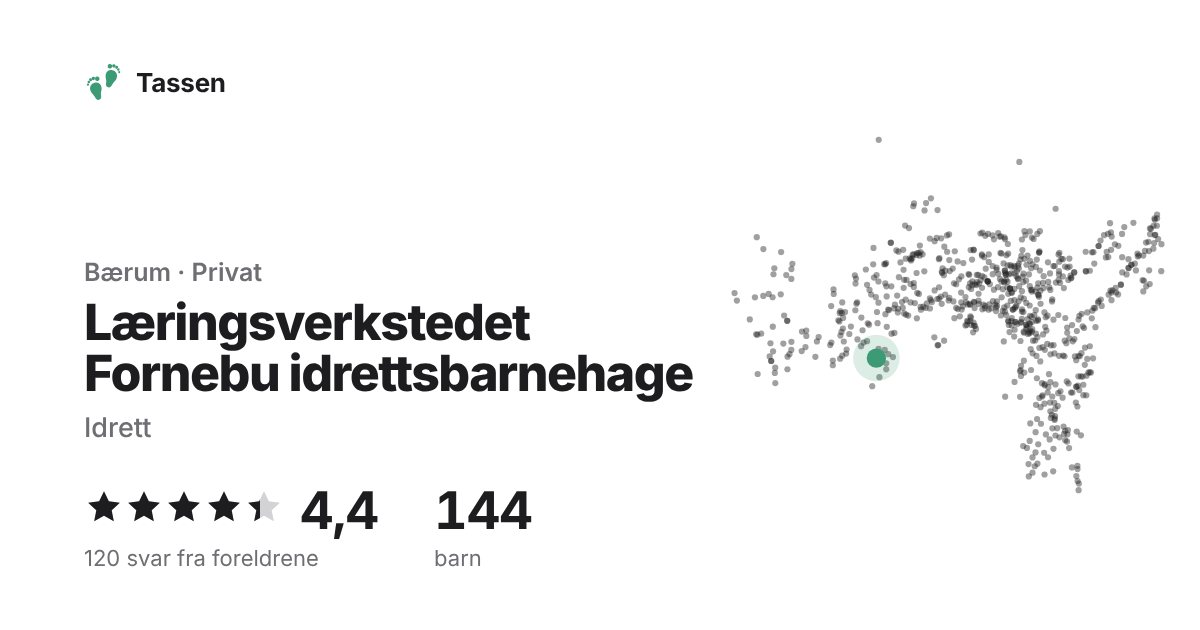 Tassen
Bærum · Privat
Læringsverkstedet
Fornebu idrettsbarnehage
Idrett
4,4
120 svar fra foreldrene
144
barn